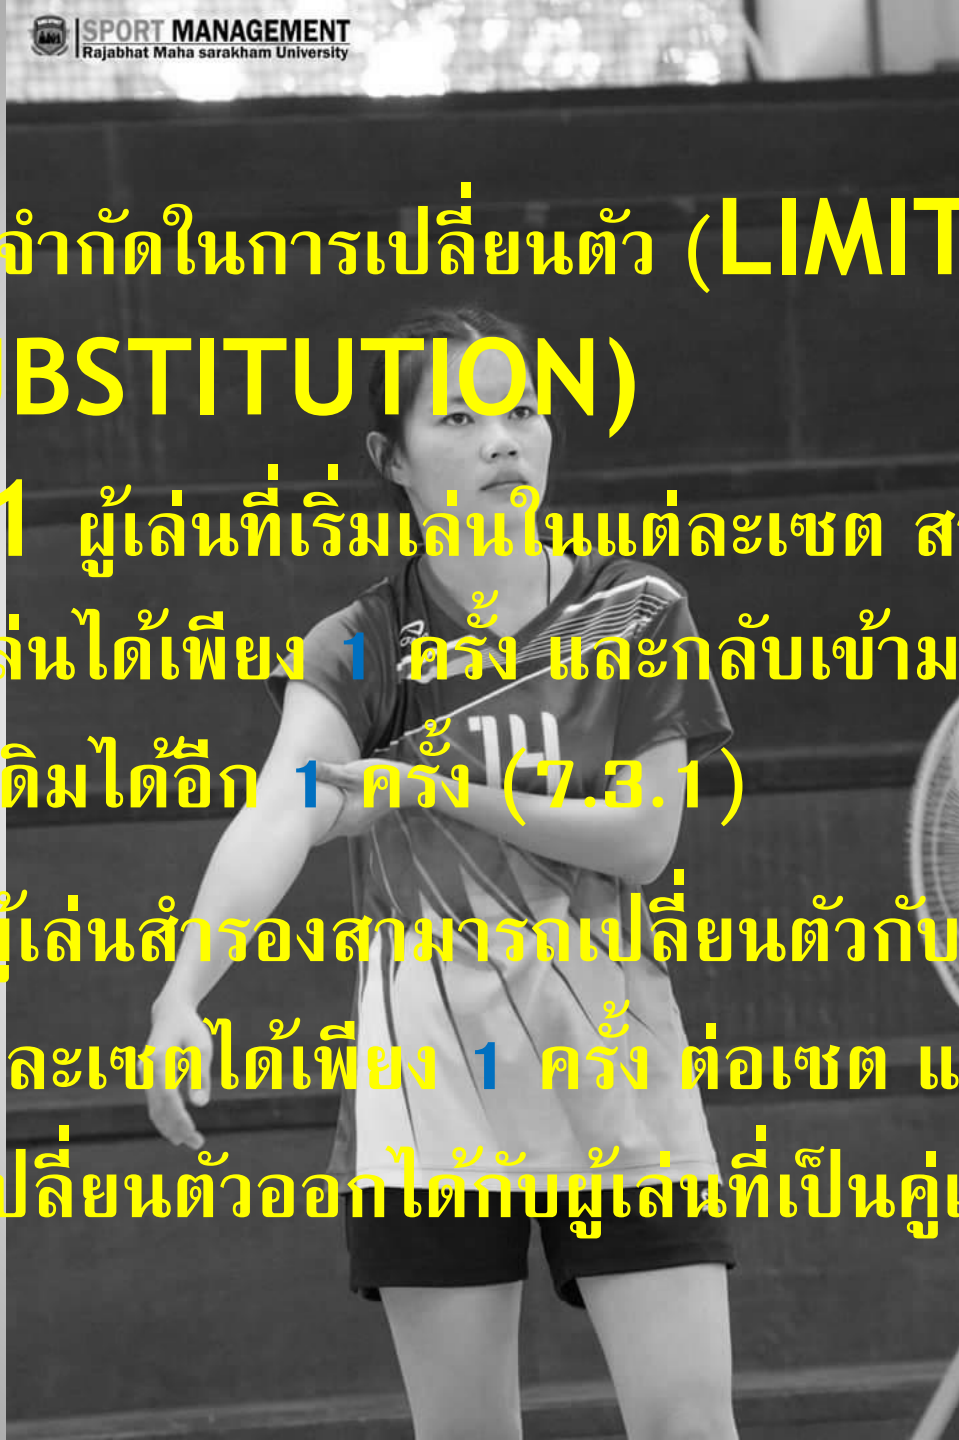 SPORT MANAGEMENT
Rajabhat Maha sarakham University
จำกัดในการเปลี่ยนตัว (LIMIT
UBSTITUTION)
1 ผู้เล่นที่เริ่มเล่นในแต่ละเซต ส
ล่นได้เพียง 1 ครั้ง และกลับเข้าม
ดิมได้อีก 1 ครั้ง (7.3.1)
ผู้เล่นสำรองสามารถเปลี่ยนตัวกับ
ละเซตได้เพียง 1 ครั้ง ต่อเซต แ
ปลี่ยนตัวออกได้กับผู้เล่นที่เป็นคู่เ
14